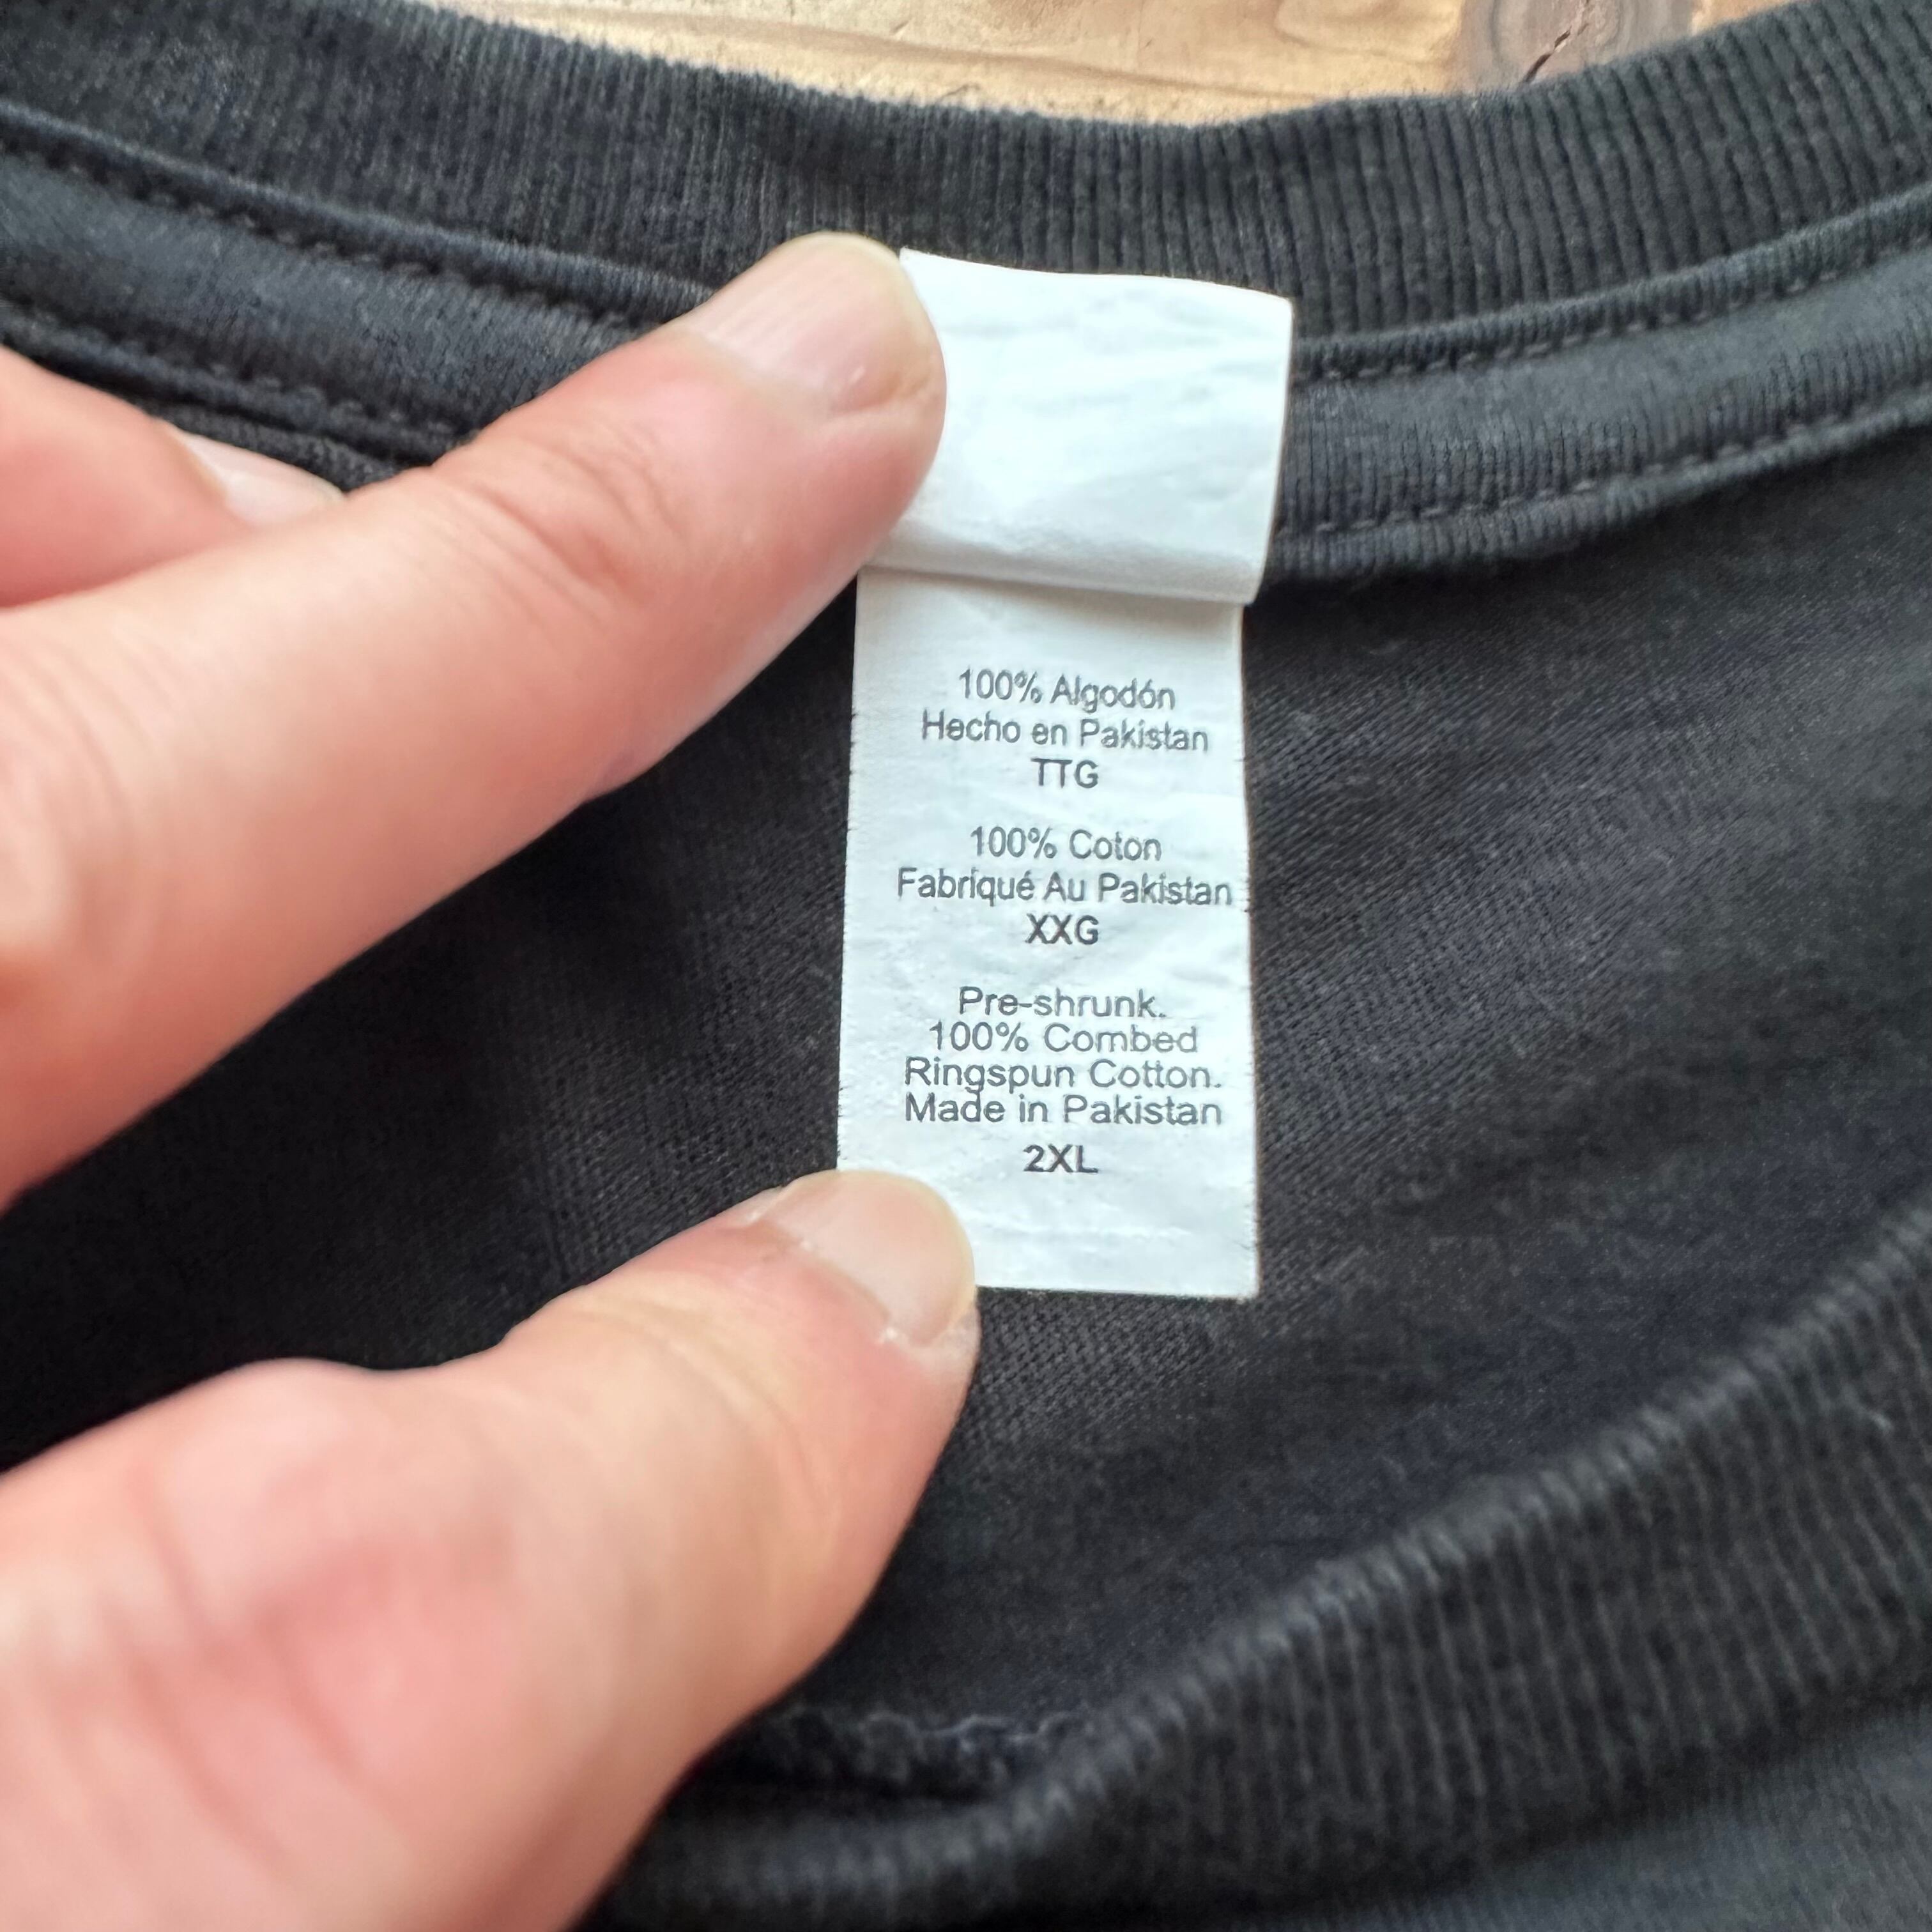 100% Algodón
Hecho en Pakistan
TTG
100% Coton
Fabriqué Au Pakistan
XXG
Pre-shrunk.
100% Combed
Ringspun Cotton.
Made in Pakistan
2XL